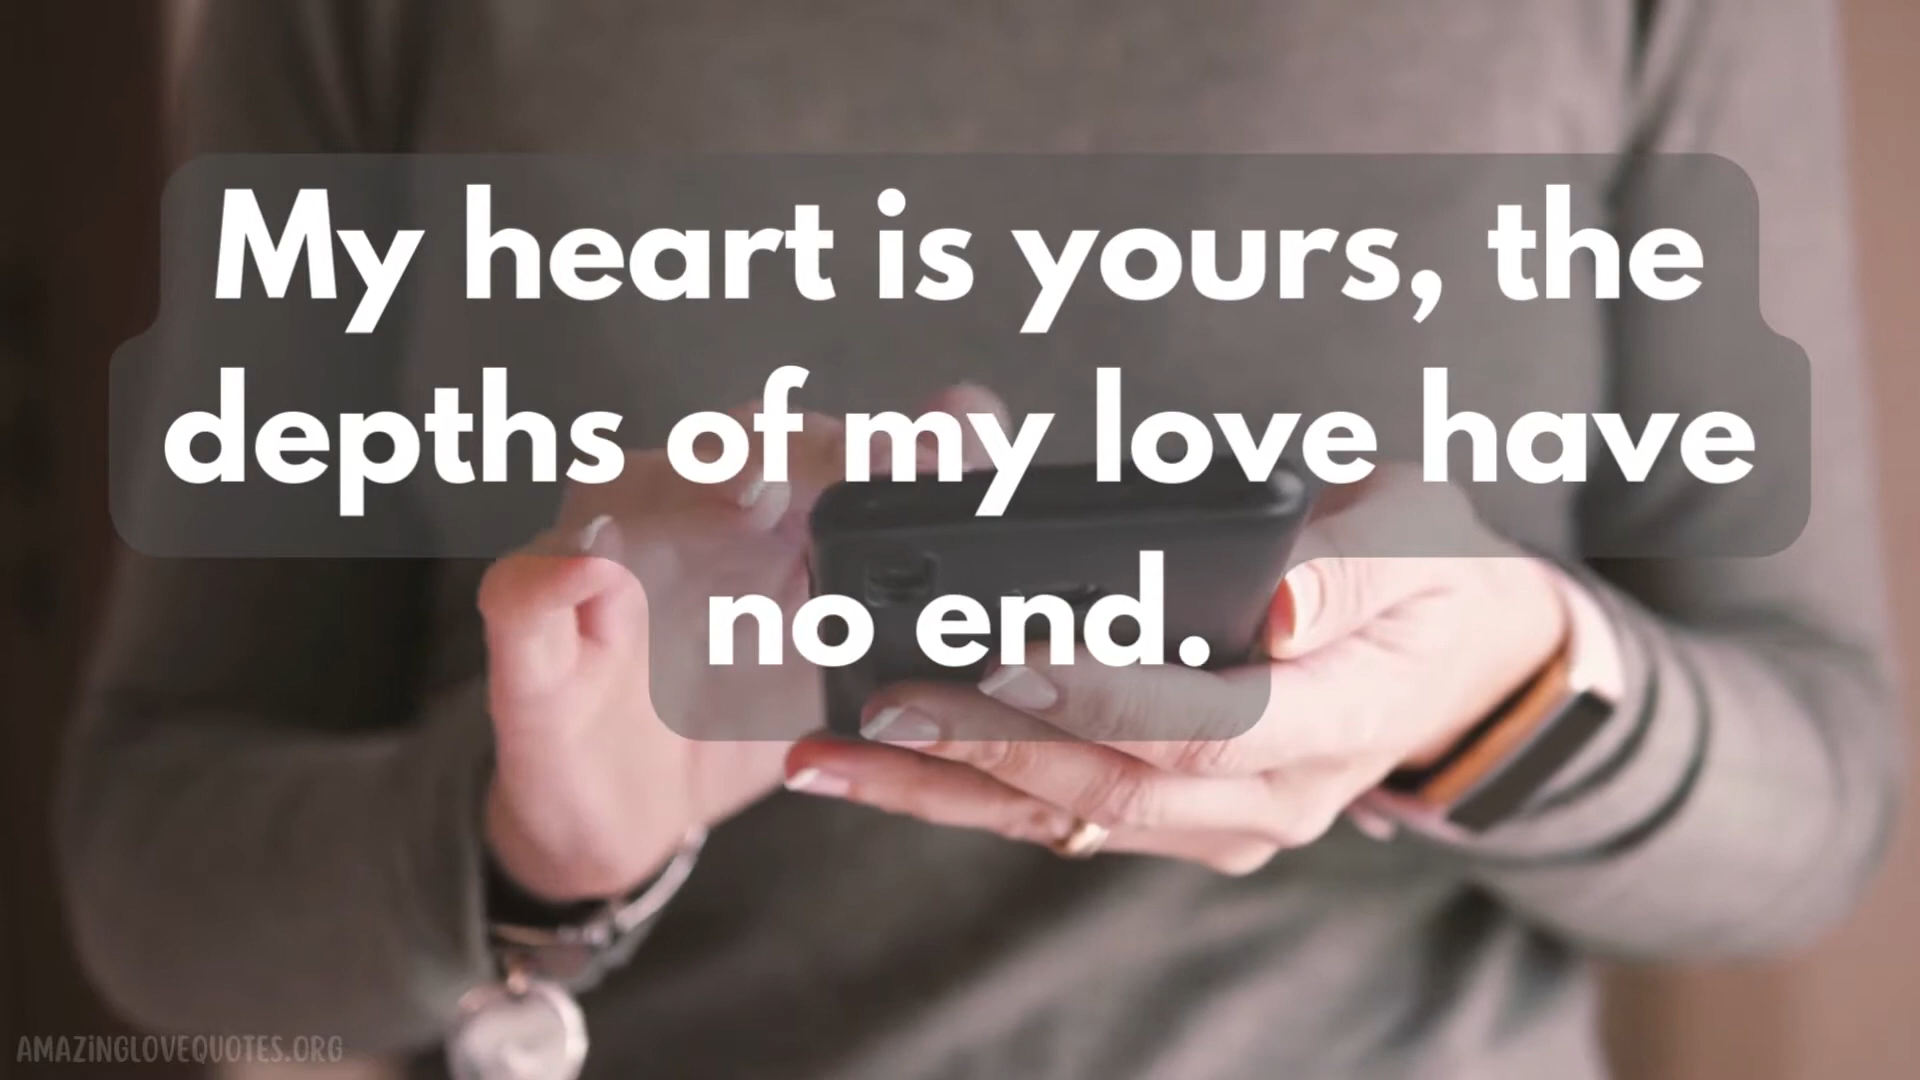 My heart is yours, the
depths of my love have
no end.
AMAZINGLOVEQUOTES.ORG